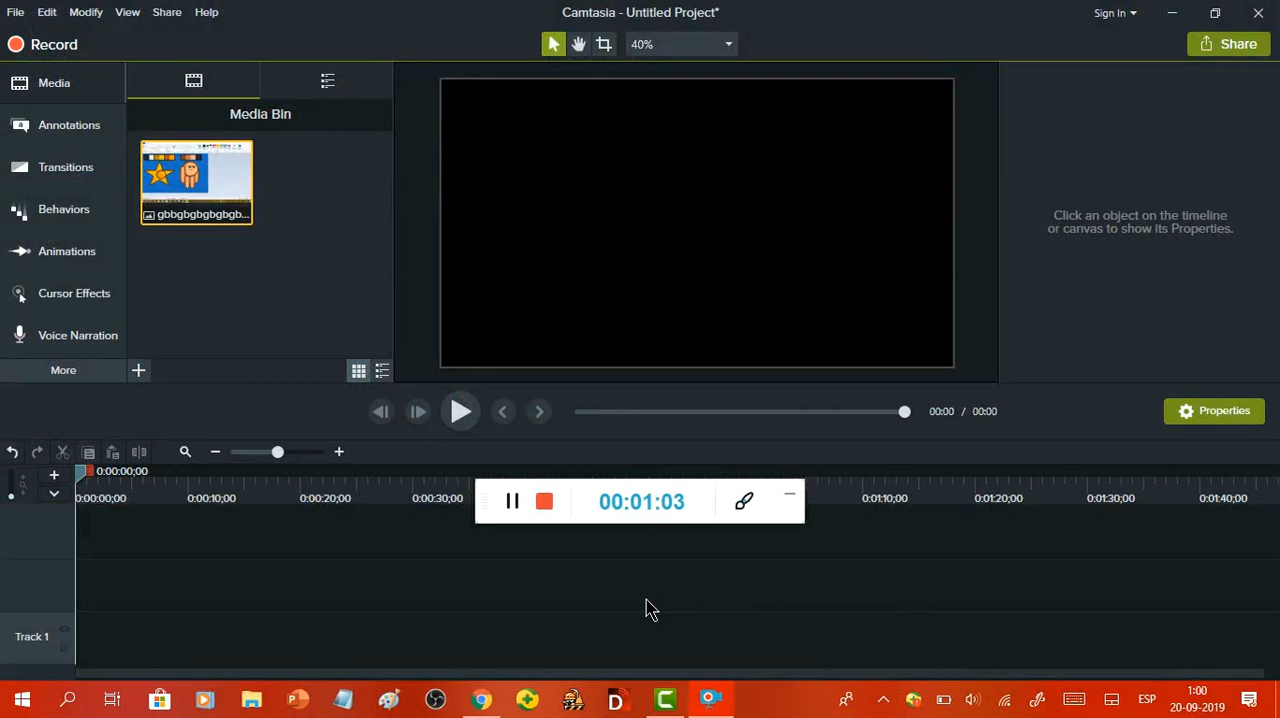 File Edit Modify View Share Help
Camtasia - Untitled Project*
Sign In
Record
40%
Share
Media
Annotations
Transitions
Behaviors
Animations
Cursor Effects
Voice Narration
More
Media Bin
gbbgbgbgbgbgb...
Click an object on the timeline
or canvas to show its Properties.
00:00 / 00:00
Properties
0:00:00;00
0:00:00;00 0:00:10;00 0:00:20;00 0:00:30;00 0:01:10;00 0:01:20;00 0:01:30;00 0:01:40;00
00:01:03
Track 1
ESP
1:00
20-09-2019